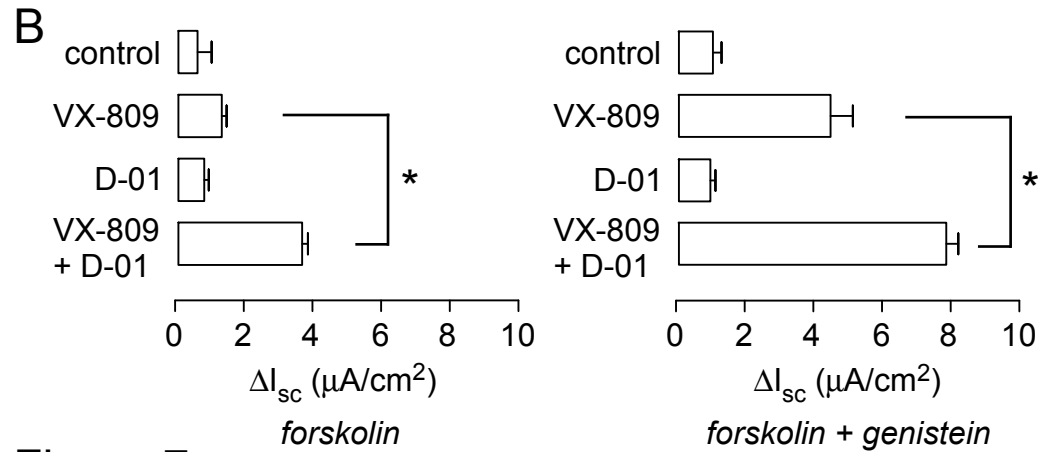 B
control
VX-809
D-01
VX-809
+ D-01
*
0 2 4 6 8 10
ΔIsc (μA/cm2)
forskolin
control
VX-809
D-01
VX-809
+ D-01
*
0 2 4 6 8 10
ΔIsc (μA/cm2)
forskolin + genistein